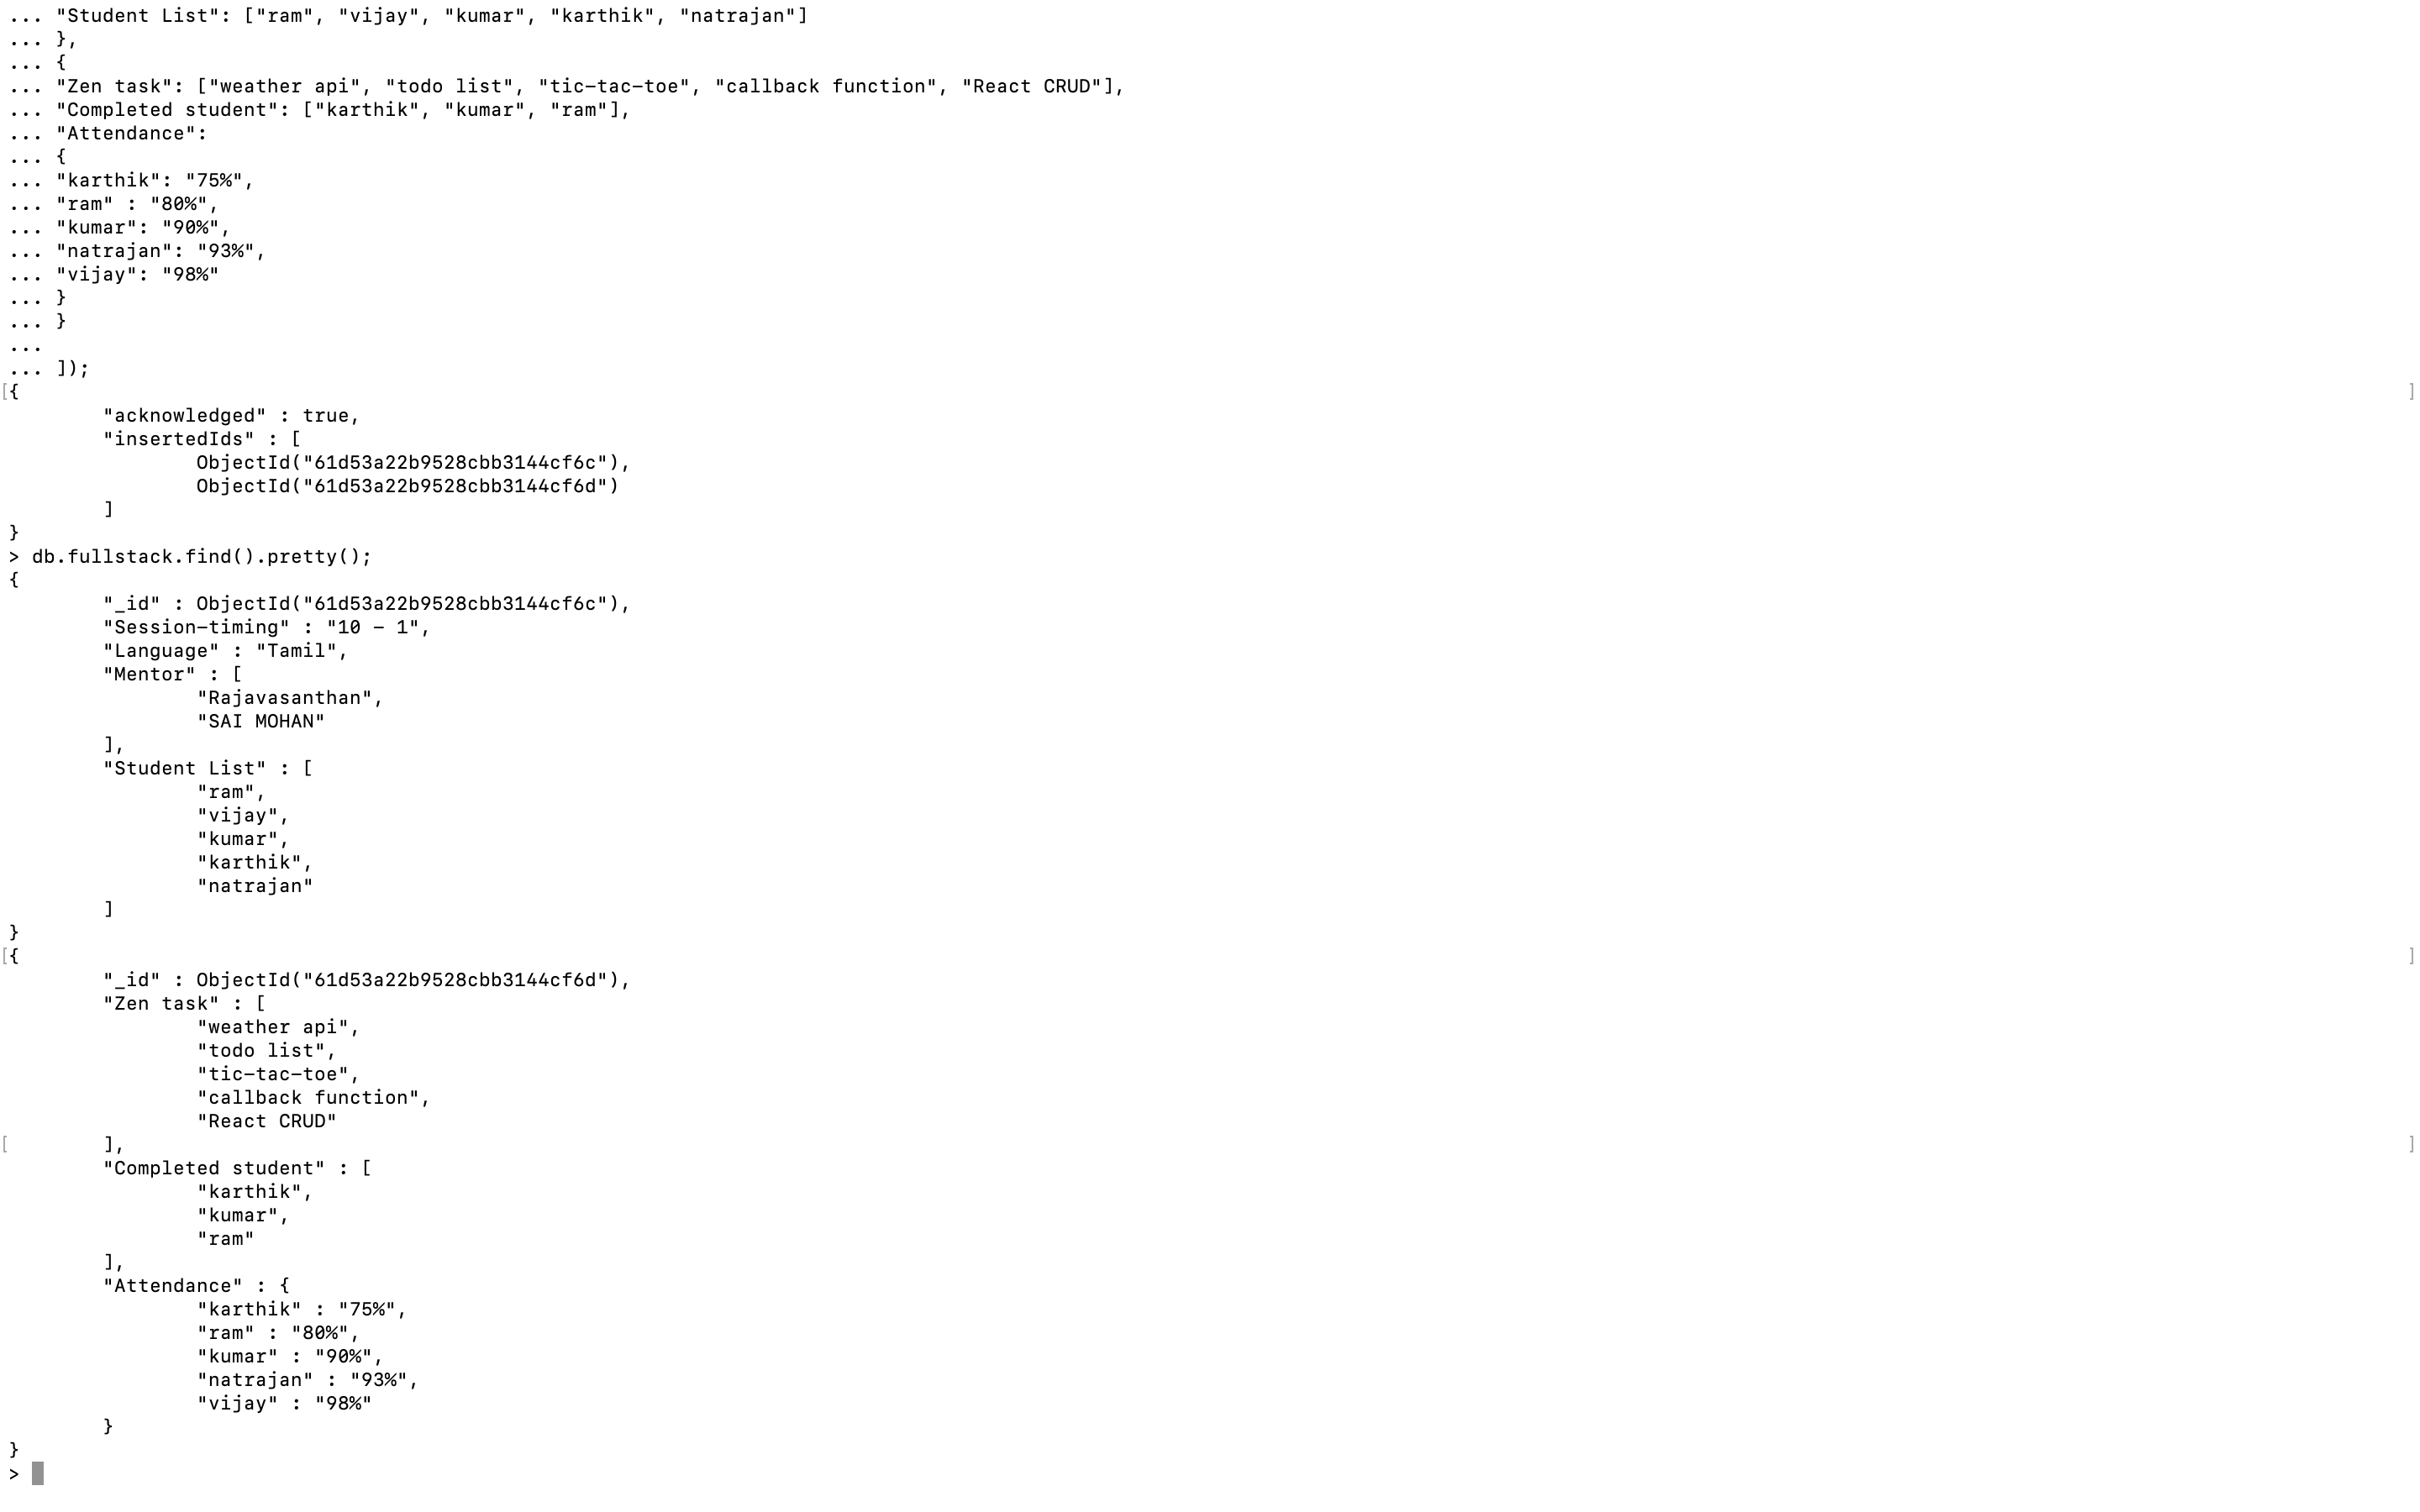 ... "Student List": ["ram", "vijay", "kumar", "karthik", "natrajan"]
... },
... {
... "Zen task": ["weather api", "todo list", "tic-tac-toe", "callback function", "React CRUD"],
... "Completed student": ["karthik", "kumar", "ram"],
... "Attendance":
... {
... "karthik": "75%",
... "ram" : "80%",
... "kumar": "90%",
... "natrajan": "93%",
... "vijay": "98%"
... }
... }
...
... ]);
[{ ]
        "acknowledged" : true,
        "insertedIds" : [
                ObjectId("61d53a22b9528cbb3144cf6c"),
                ObjectId("61d53a22b9528cbb3144cf6d")
        ]
}
> db.fullstack.find().pretty();
{
        "_id" : ObjectId("61d53a22b9528cbb3144cf6c"),
        "Session-timing" : "10 - 1",
        "Language" : "Tamil",
        "Mentor" : [
                "Rajavasanthan",
                "SAI MOHAN"
        ],
        "Student List" : [
                "ram",
                "vijay",
                "kumar",
                "karthik",
                "natrajan"
        ]
}
[{ ]
        "_id" : ObjectId("61d53a22b9528cbb3144cf6d"),
        "Zen task" : [
                "weather api",
                "todo list",
                "tic-tac-toe",
                "callback function",
                "React CRUD"
[       ], ]
        "Completed student" : [
                "karthik",
                "kumar",
                "ram"
        ],
        "Attendance" : {
                "karthik" : "75%",
                "ram" : "80%",
                "kumar" : "90%",
                "natrajan" : "93%",
                "vijay" : "98%"
        }
}
>